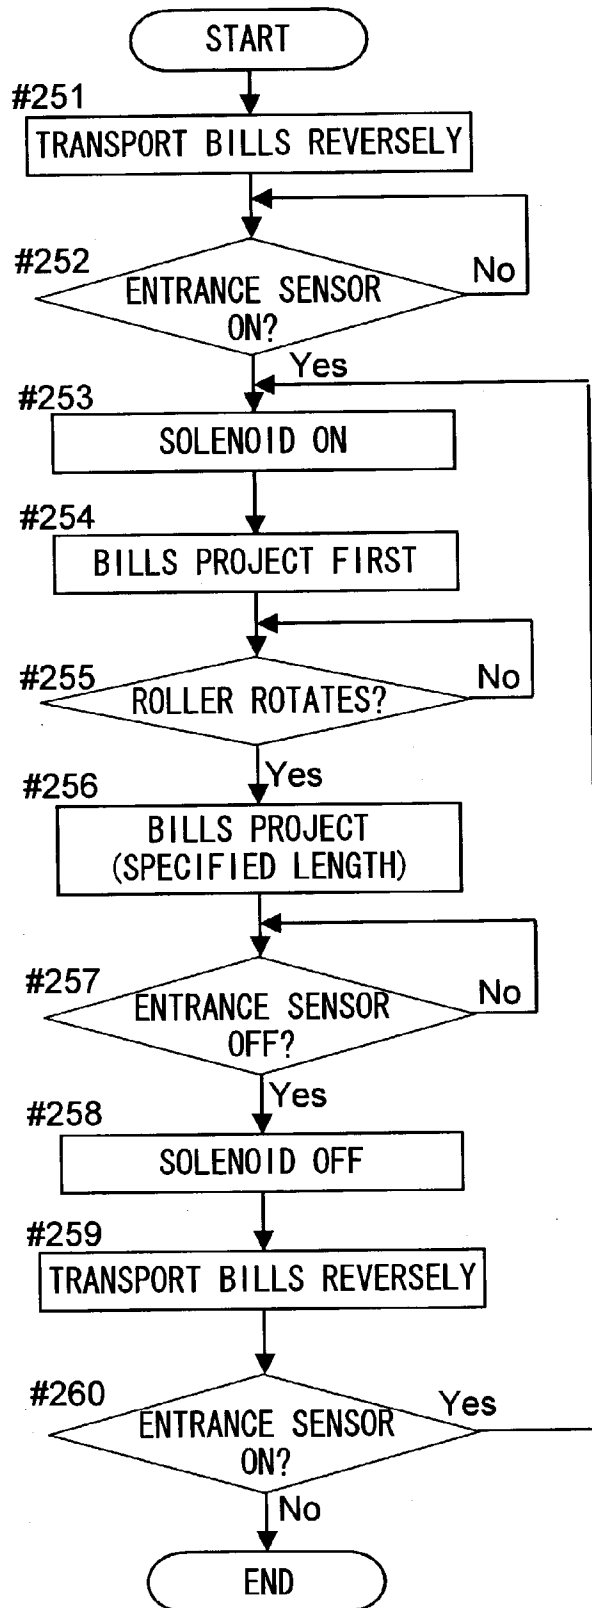 START
#251
TRANSPORT BILLS REVERSELY
#252
No
ENTRANCE SENSOR
ON?
Yes
#253
SOLENOID ON
#254
BILLS PROJECT FIRST
#255
No
ROLLER ROTATES?
Yes
#256
BILLS PROJECT
(SPECIFIED LENGTH)
#257
No
ENTRANCE SENSOR
OFF?
Yes
#258
SOLENOID OFF
#259
TRANSPORT BILLS REVERSELY
#260
Yes
ENTRANCE SENSOR
ON?
No
END